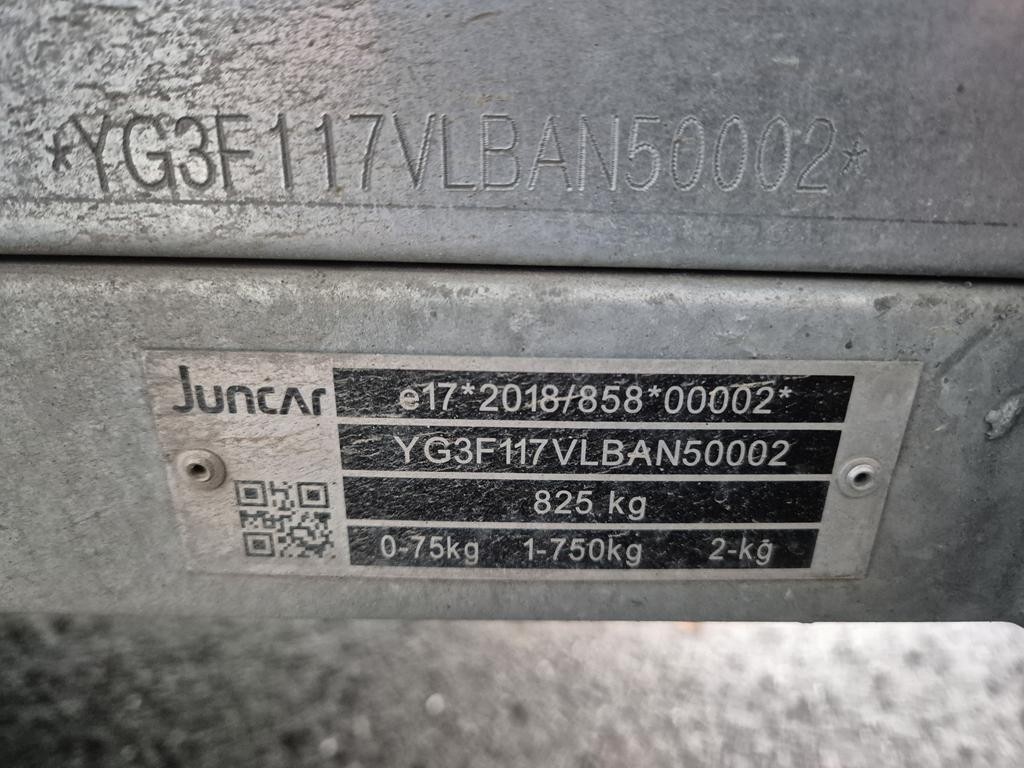 *YG3F117VLBAN50002*
Juncar
e17*2018/858*00002*
YG3F117VLBAN50002
825 kg
0-75kg 1-750kg 2-kg